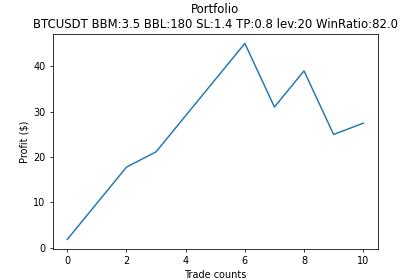 Portfolio
BTCUSDT BBM:3.5 BBL:180 SL:1.4 TP:0.8 lev:20 WinRatio:82.0
40
30
20
10
0
Profit ($)
0 2 4 6 8 10
Trade counts